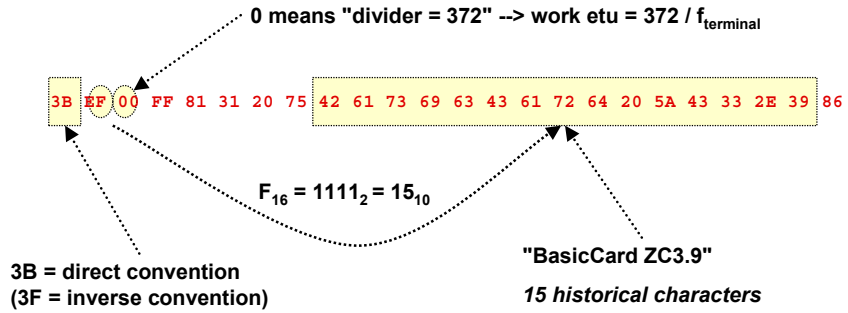 0 means "divider = 372" --> work etu = 372 / f_terminal
3B EF 00 FF 81 31 20 75 42 61 73 69 63 43 61 72 64 20 5A 43 33 2E 39 86
F₁₆ = 1111₂ = 15₁₀
"BasicCard ZC3.9"
3B = direct convention
(3F = inverse convention)
15 historical characters